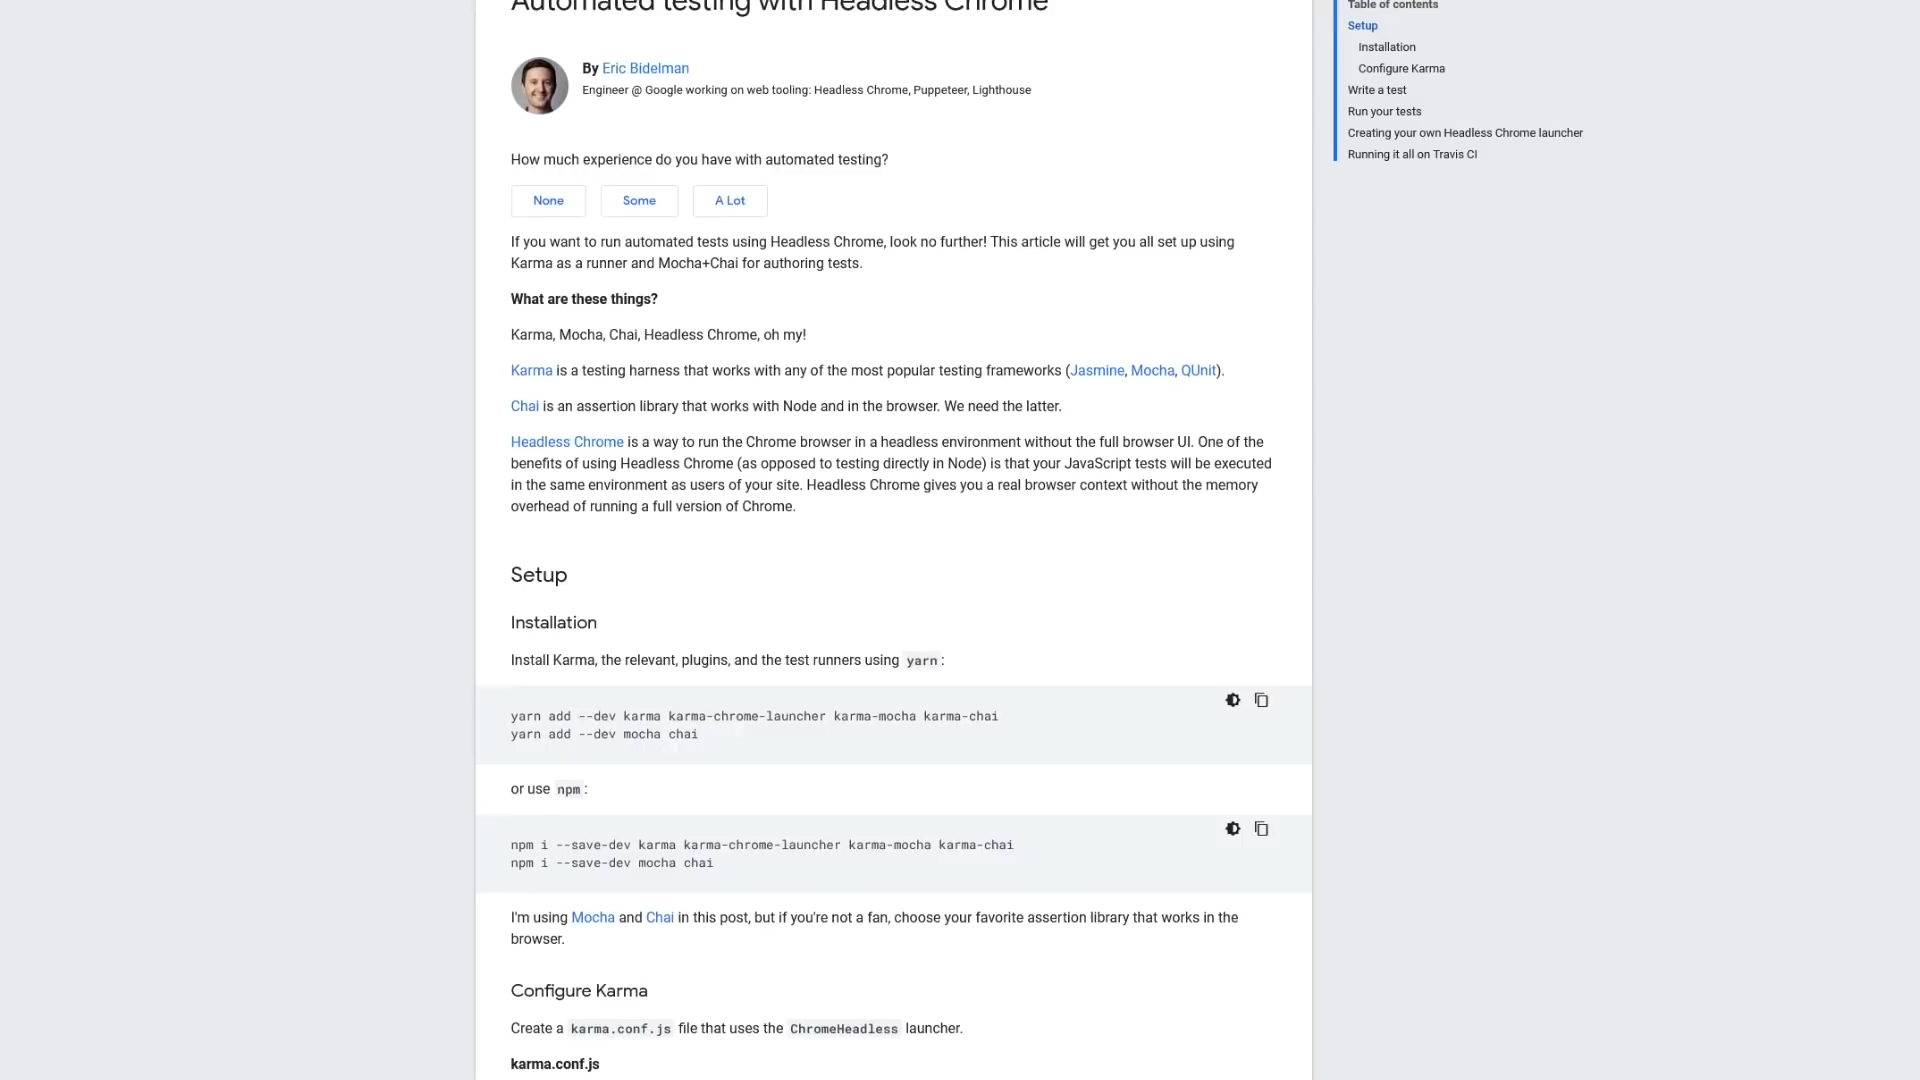 Automated testing with Headless Chrome
By Eric Bidelman
Engineer @ Google working on web tooling: Headless Chrome, Puppeteer, Lighthouse
How much experience do you have with automated testing?
None
Some
A Lot
If you want to run automated tests using Headless Chrome, look no further! This article will get you all set up using
Karma as a runner and Mocha+Chai for authoring tests.
What are these things?
Karma, Mocha, Chai, Headless Chrome, oh my!
Karma is a testing harness that works with any of the most popular testing frameworks (Jasmine, Mocha, QUnit).
Chai is an assertion library that works with Node and in the browser. We need the latter.
Headless Chrome is a way to run the Chrome browser in a headless environment without the full browser UI. One of the
benefits of using Headless Chrome (as opposed to testing directly in Node) is that your JavaScript tests will be executed
in the same environment as users of your site. Headless Chrome gives you a real browser context without the memory
overhead of running a full version of Chrome.
Setup
Installation
Install Karma, the relevant, plugins, and the test runners using yarn:
yarn add --dev karma karma-chrome-launcher karma-mocha karma-chai
yarn add --dev mocha chai
or use npm:
npm i --save-dev karma karma-chrome-launcher karma-mocha karma-chai
npm i --save-dev mocha chai
I'm using Mocha and Chai in this post, but if you're not a fan, choose your favorite assertion library that works in the
browser.
Configure Karma
Create a karma.conf.js file that uses the ChromeHeadless launcher.
karma.conf.js
Table of contents
Setup
Installation
Configure Karma
Write a test
Run your tests
Creating your own Headless Chrome launcher
Running it all on Travis CI